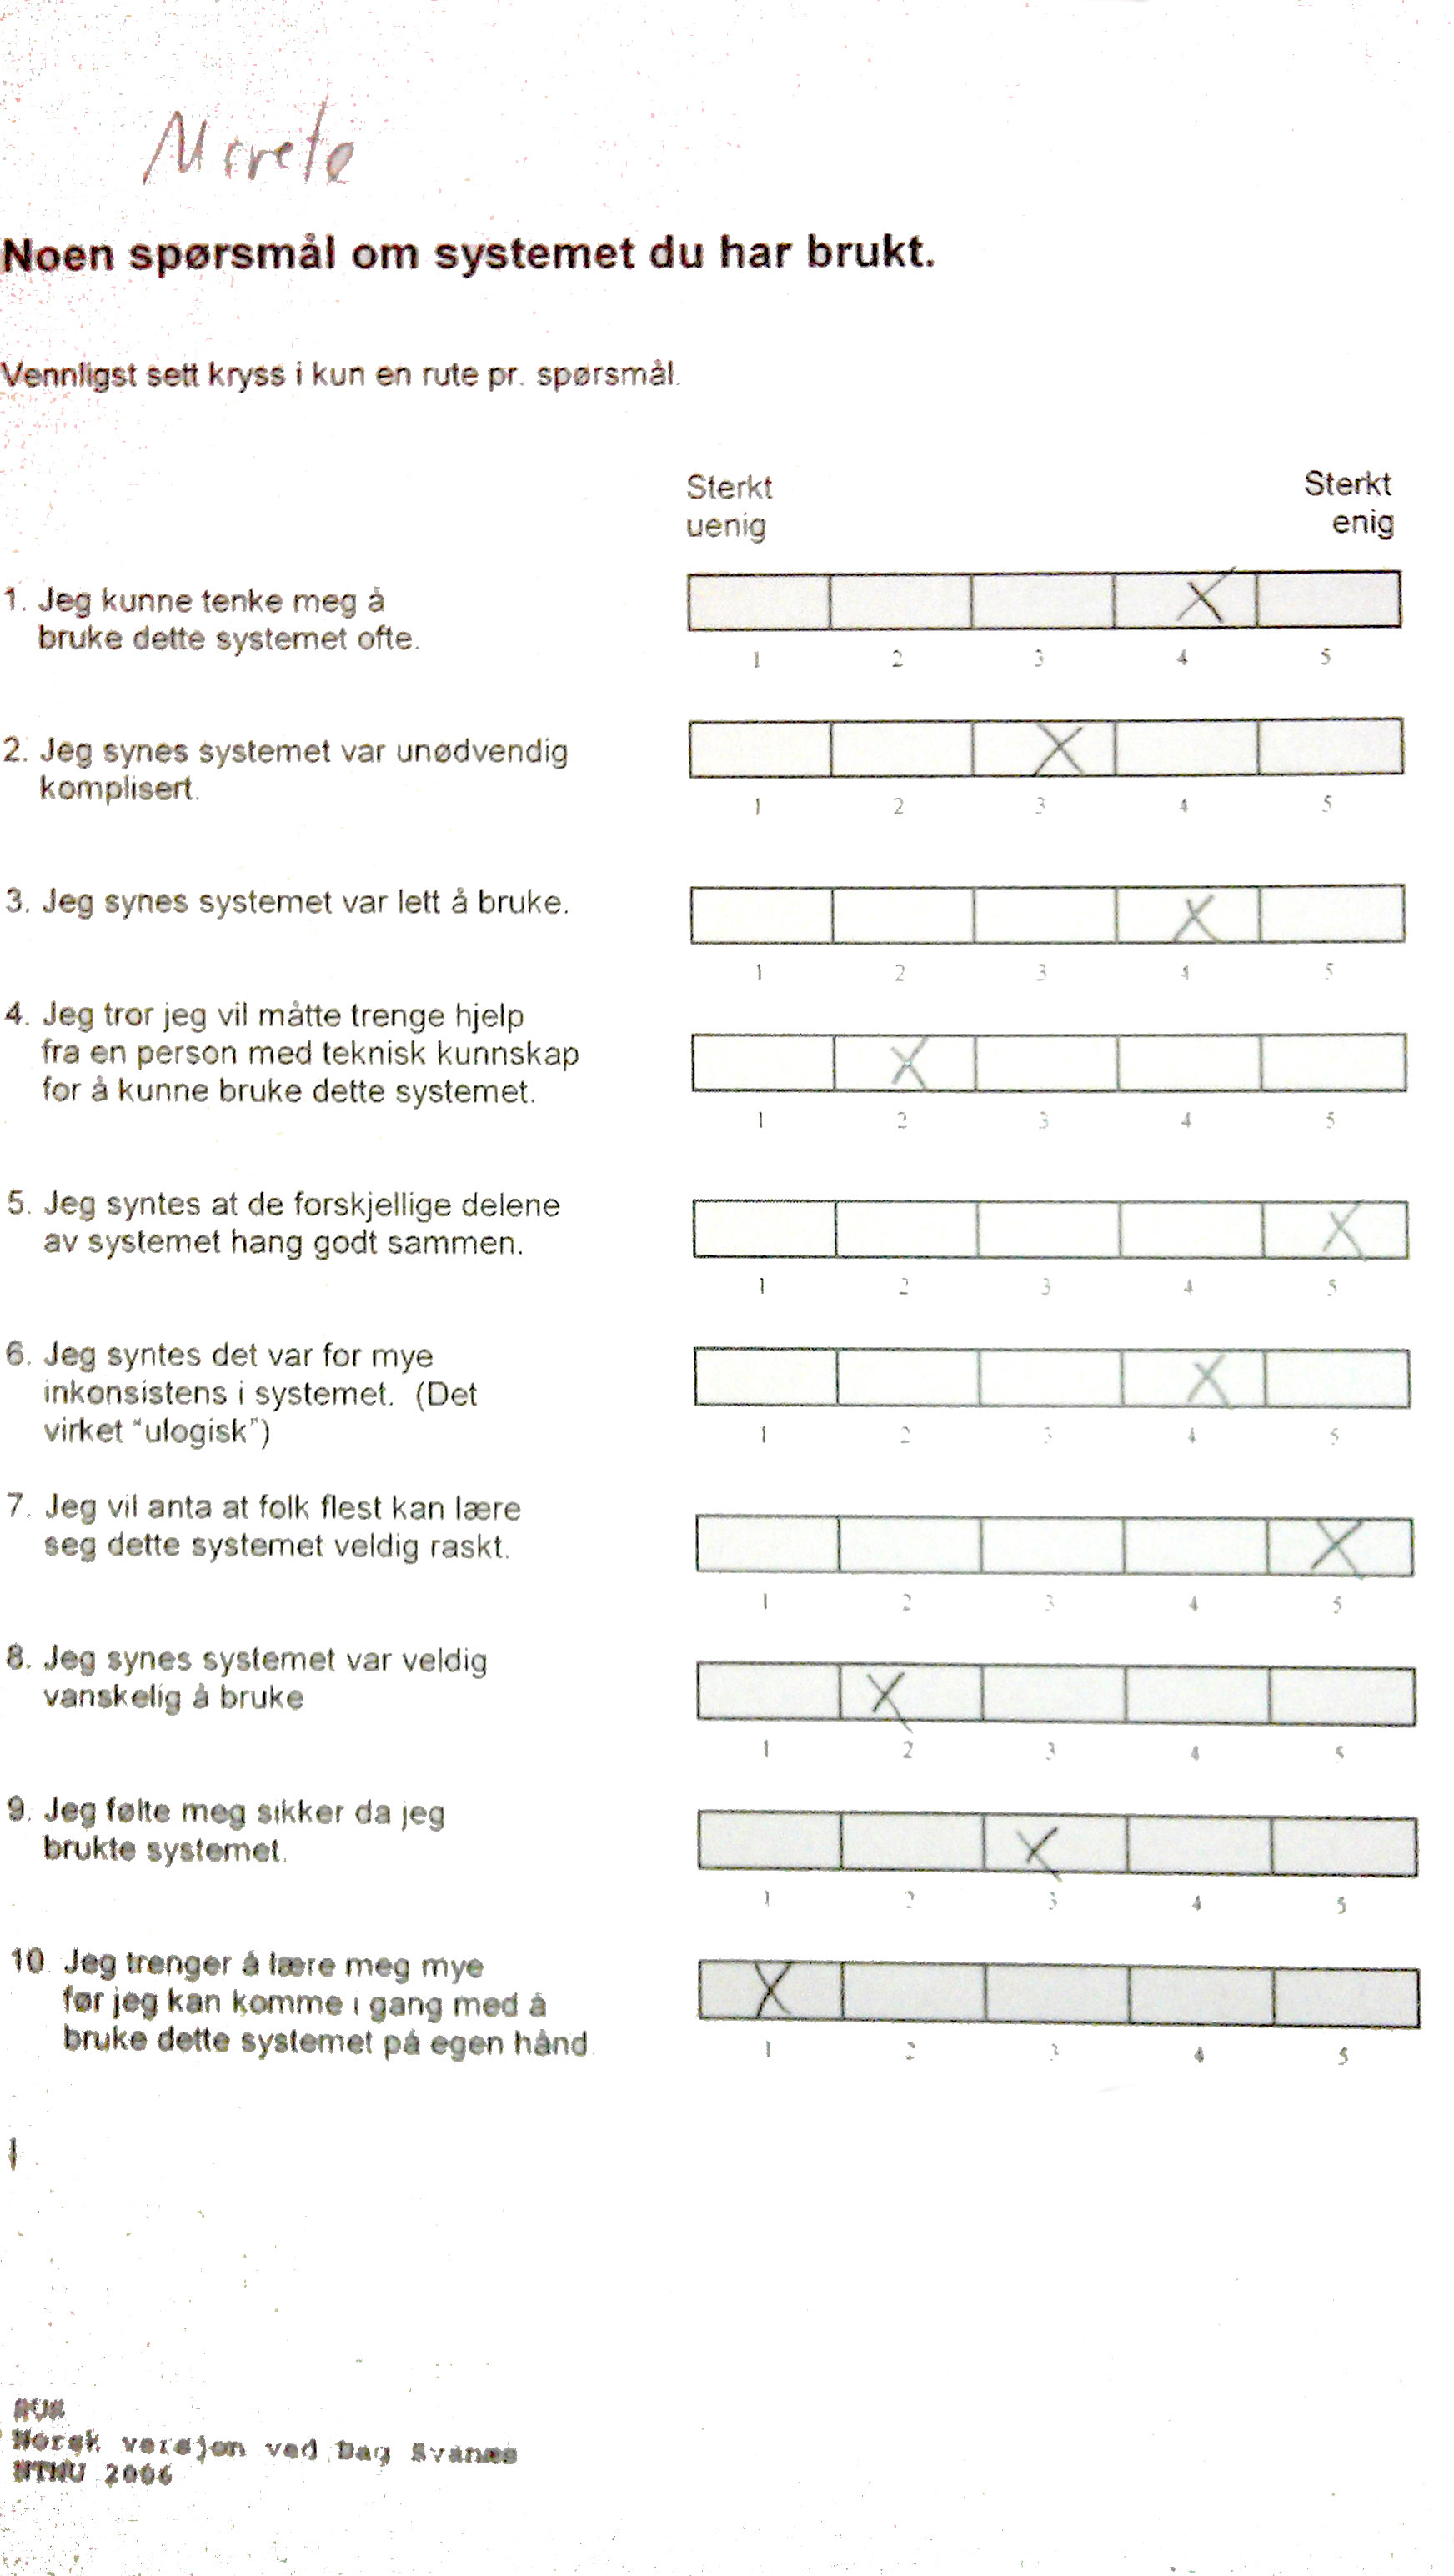 Merete
Noen spørsmål om systemet du har brukt.
Vennligst sett kryss i kun en rute pr. spørsmål.
Sterkt uenig
Sterkt enig
1. Jeg kunne tenke meg å
bruke dette systemet ofte.
1 2 3 4 5
2. Jeg synes systemet var unødvendig
komplisert.
1 2 3 4 5
3. Jeg synes systemet var lett å bruke.
1 2 3 4 5
4. Jeg tror jeg vil måtte trenge hjelp
fra en person med teknisk kunnskap
for å kunne bruke dette systemet.
1 2 3 4 5
5. Jeg syntes at de forskjellige delene
av systemet hang godt sammen.
1 2 3 4 5
6. Jeg syntes det var for mye
inkonsistens i systemet. (Det
virket “ulogisk”)
1 2 3 4 5
7. Jeg vil anta at folk flest kan lære
seg dette systemet veldig raskt.
1 2 3 4 5
8. Jeg synes systemet var veldig
vanskelig å bruke
1 2 3 4 5
9. Jeg følte meg sikker da jeg
brukte systemet.
1 2 3 4 5
10. Jeg trenger å lære meg mye
før jeg kan komme i gang med å
bruke dette systemet på egen hånd.
1 2 3 4 5
SUS
Norsk versjon ved Dag Svanæs
NTNU 2006